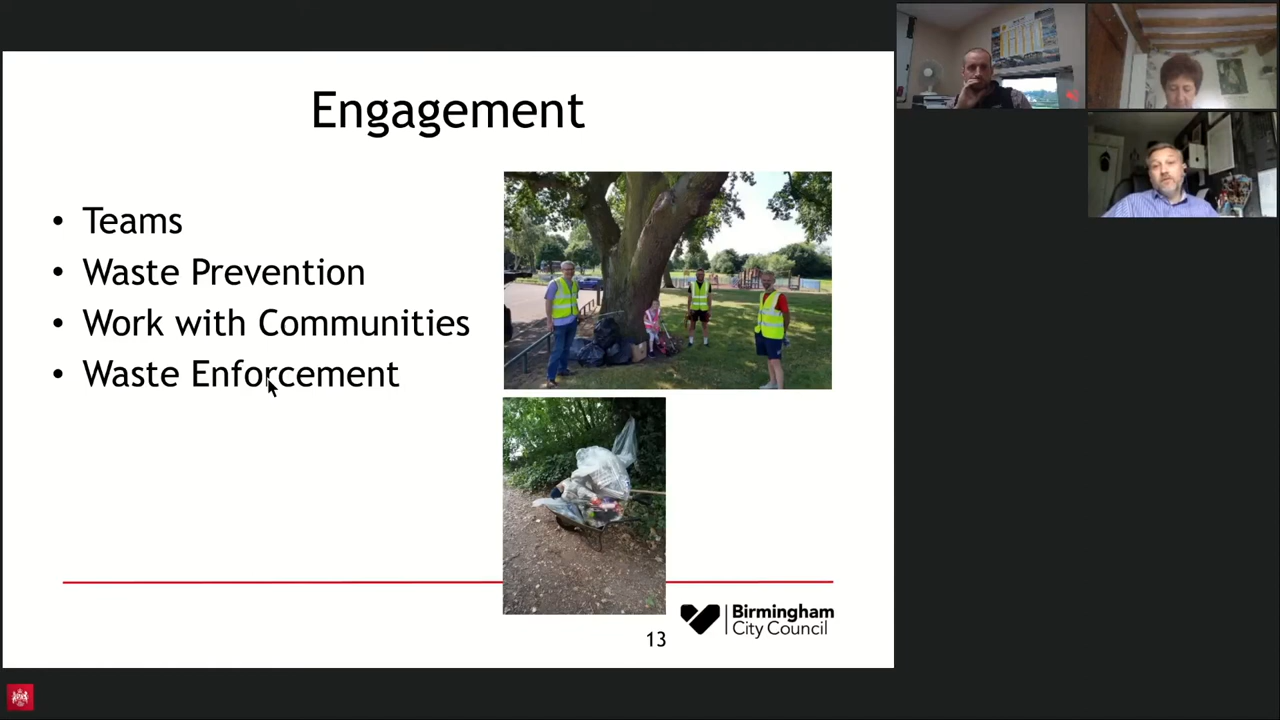 Engagement
• Teams
• Waste Prevention
• Work with Communities
• Waste Enforcement
13
Birmingham
City Council